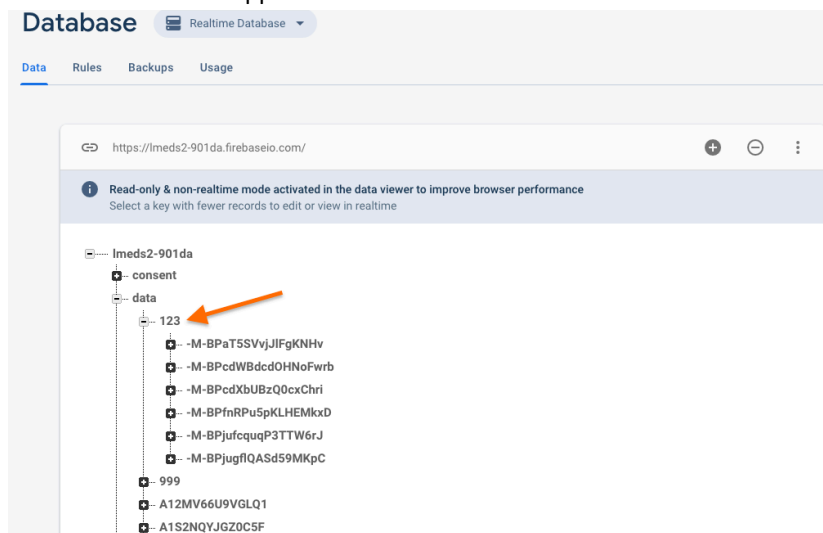 Database Realtime Database
Data Rules Backups Usage
https://lmeds2-901da.firebaseio.com/
Read-only & non-realtime mode activated in the data viewer to improve browser performance
Select a key with fewer records to edit or view in realtime
lmeds2-901da
consent
data
123
-M-BPaT5SVvjJlFgKNHv
-M-BPcdWBdcdOHNoFwrb
-M-BPcdXbUBzQ0cxChri
-M-BPfnRPu5pKLHEMkxD
-M-BPjufcquqP3TTW6rJ
-M-BPjugflQASd59MKpC
999
A12MV66U9VGLQ1
A1S2NQYJGZ0C5F